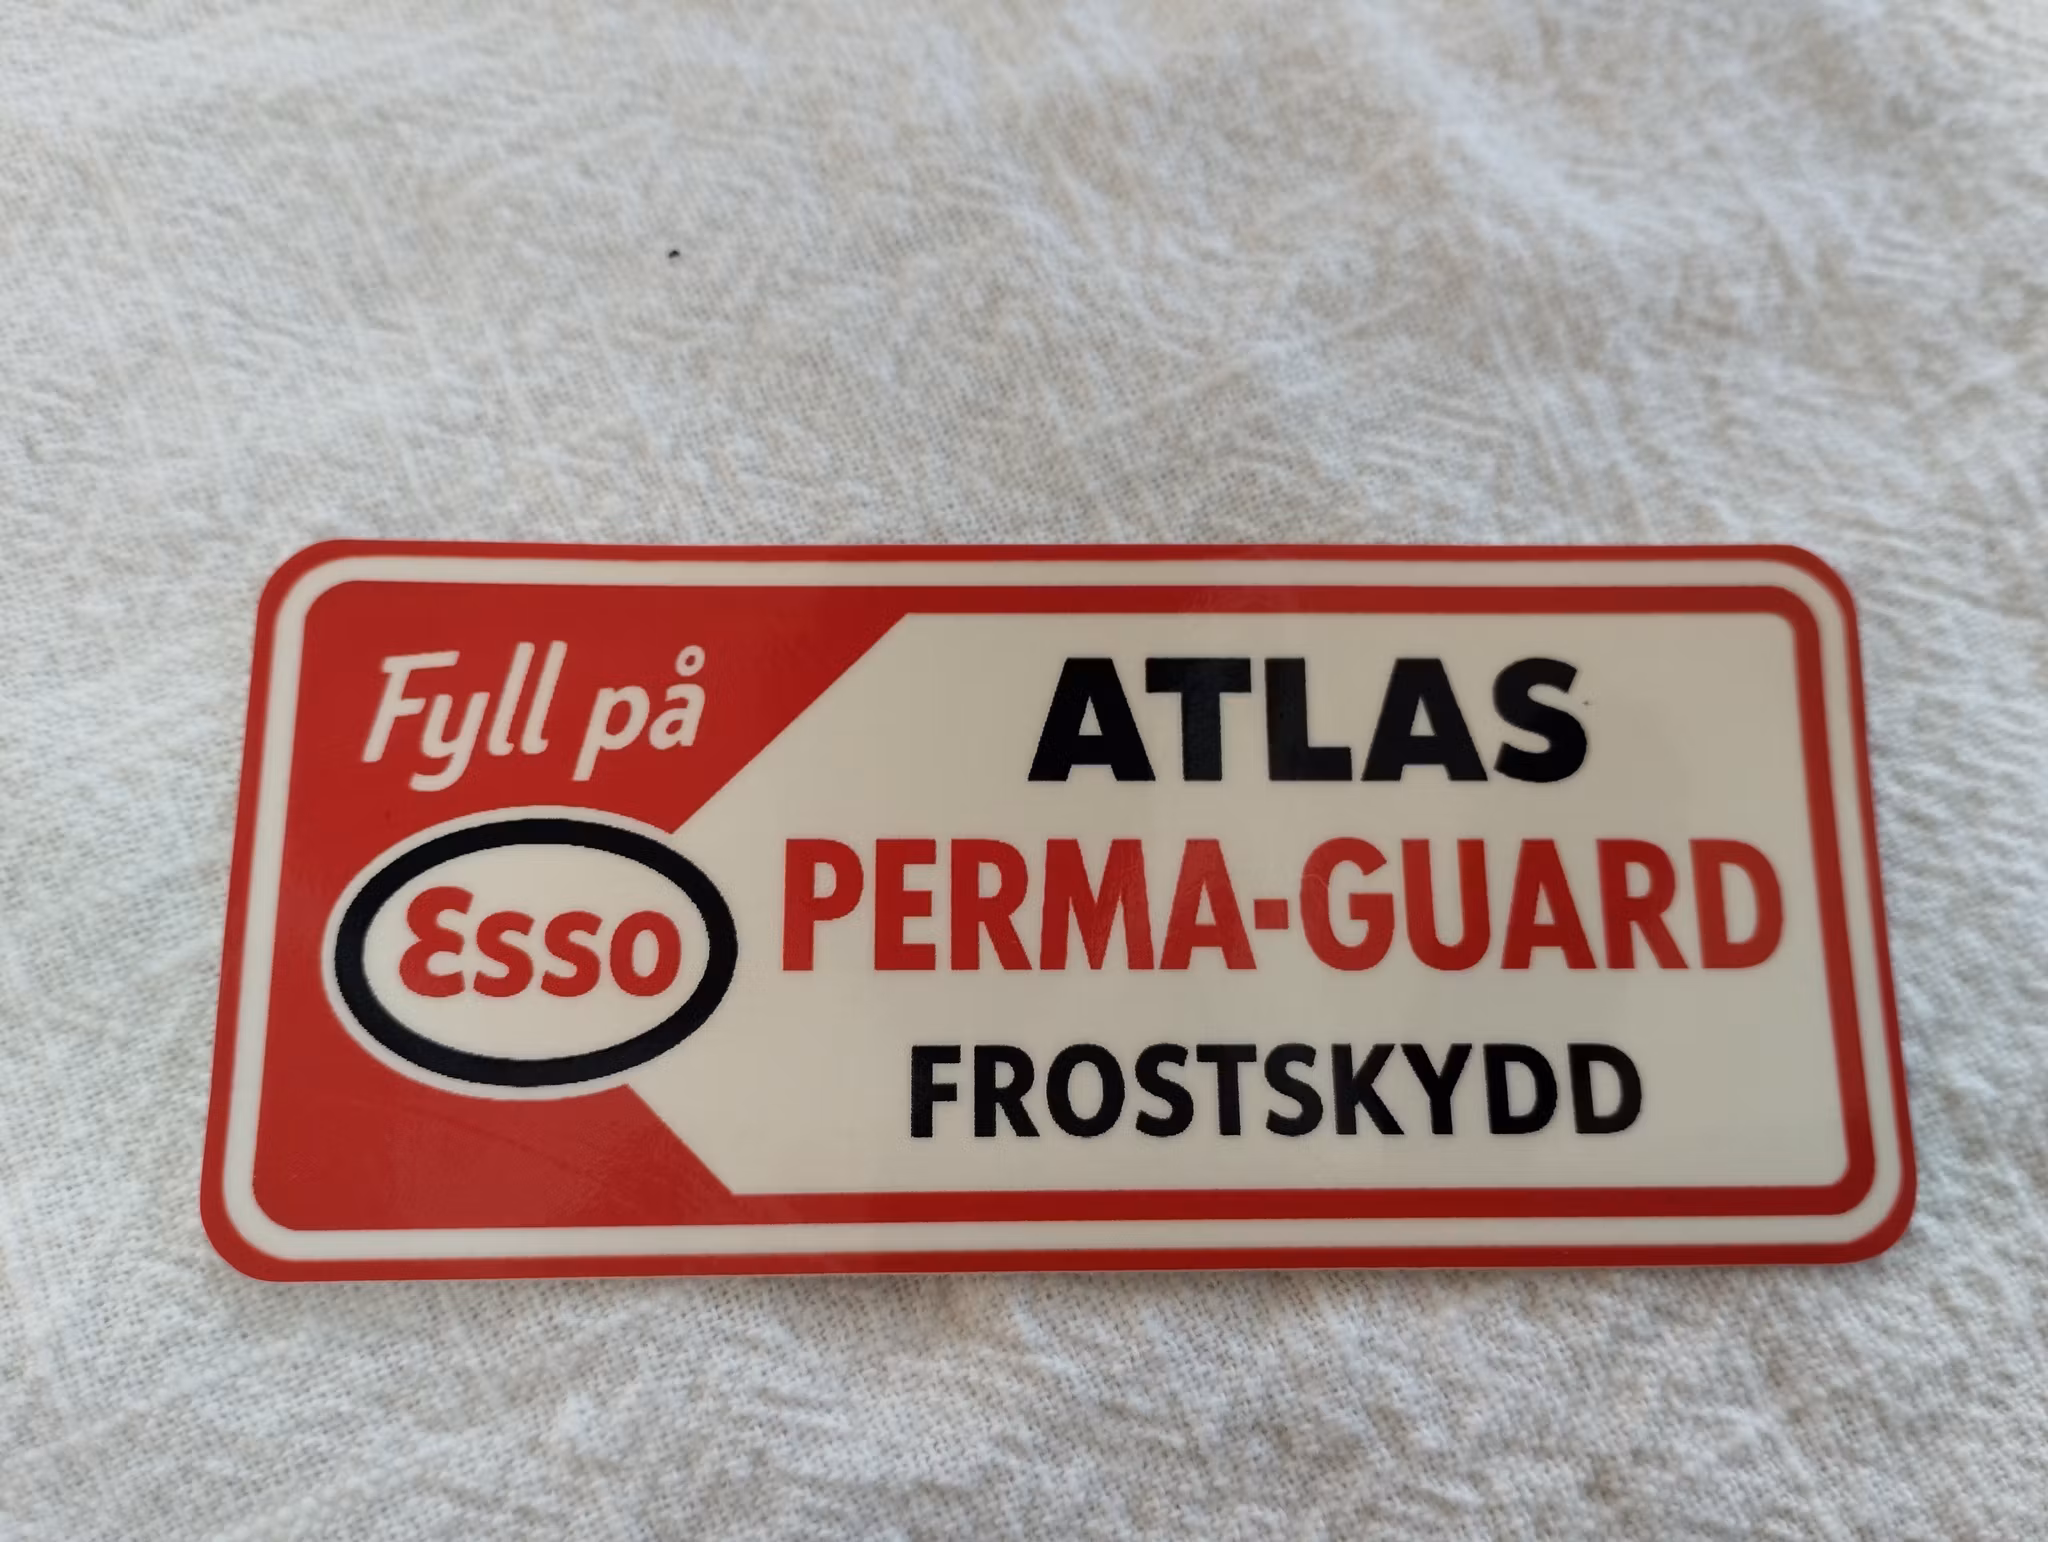 Fyll på
Esso
ATLAS
PERMA-GUARD
FROSTSKYDD